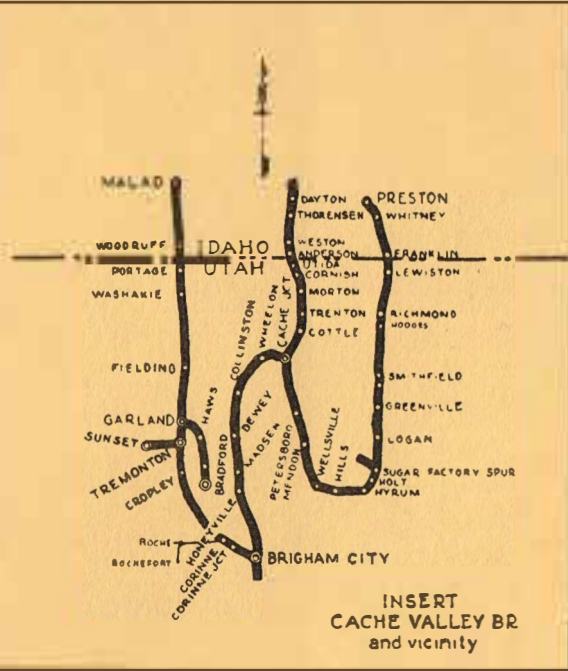 N
MALAD
DAYTON
THORENSEN
PRESTON
WHITNEY
WOODRUFF
IDAHO
WESTON
ANDERSON
FRANKLIN
PORTAGE
UTAH
UTIDA
CORNISH
LEWISTON
WASHAKIE
MORTON
TRENTON
RICHMOND
HODGES
COTTLE
CACHE JCT
WHEELON
COLLINSTON
FIELDING
SMITHFIELD
GREENVILLE
GARLAND
HAWS
DEWEY
LOGAN
SUNSET
TREMONTON
BRADFORD
MADSEN
PETERSBORO
MENDON
WELLSVILLE
HILLS
SUGAR FACTORY SPUR
HOLT
HYRUM
CROPLEY
HONEYVILLE
ROCHE
ROCHEFORT
CORINNE
CORINNE JCT
BRIGHAM CITY
INSERT
CACHE VALLEY BR
and vicinity